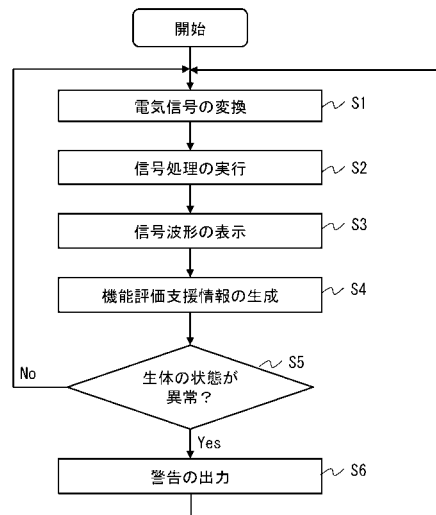 開始
電気信号の変換 S1
信号処理の実行 S2
信号波形の表示 S3
機能評価支援情報の生成 S4
S5
No
生体の状態が
異常？
Yes
警告の出力 S6